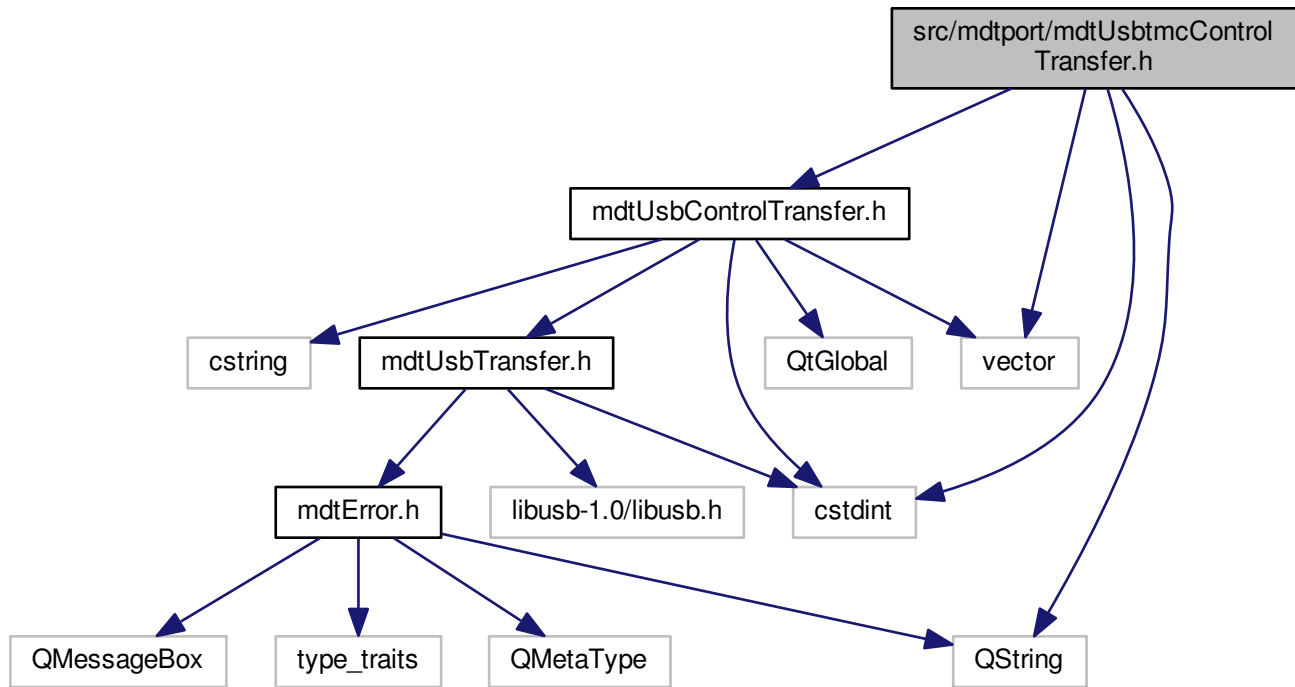 src/mdtport/mdtUsbtmcControl
Transfer.h
mdtUsbControlTransfer.h
cstring
mdtUsbTransfer.h
QtGlobal
vector
mdtError.h
libusb-1.0/libusb.h
cstdint
QMessageBox
type_traits
QMetaType
QString